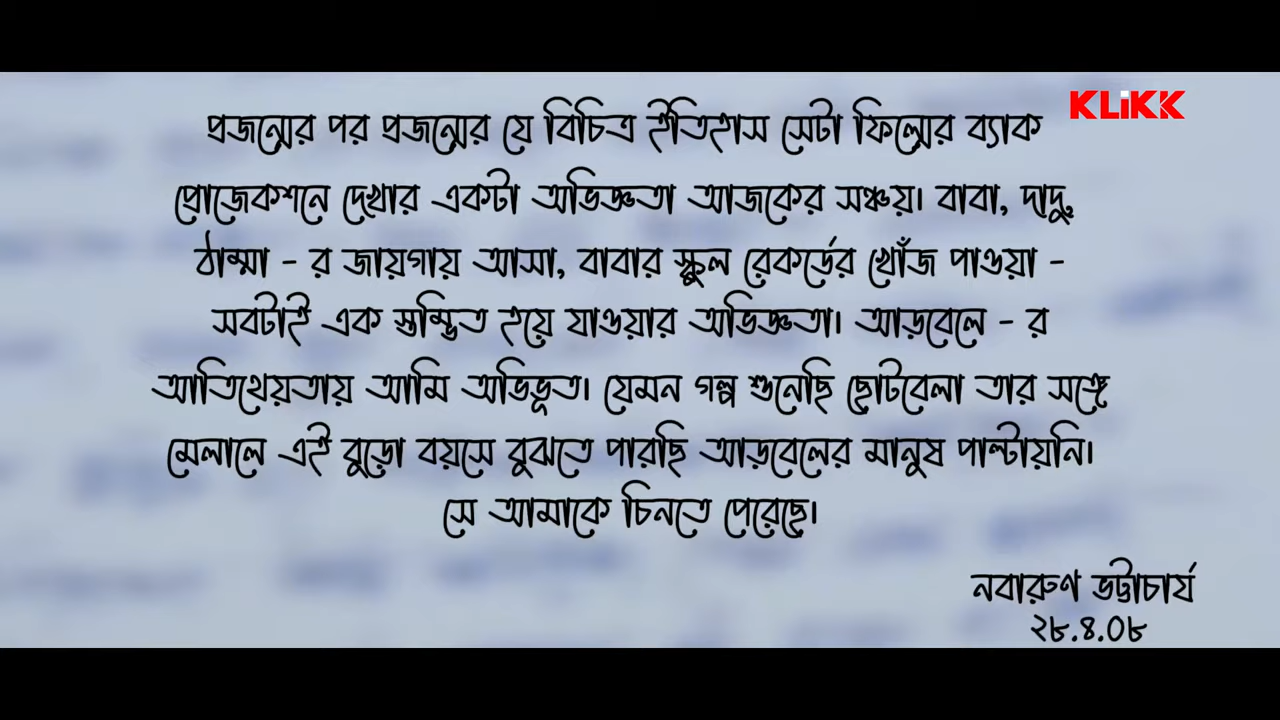 KLiKK
প্রজন্মের পর প্রজন্মের যে বিচিত্র ইতিহাস সেটা ফিল্মের ব্যাক
প্রোজেকশনে দেখার একটা অভিজ্ঞতা আজকের সঞ্চয়। বাবা, দাদু,
ঠাম্মা - র জায়গায় আসা, বাবার স্কুল রেকর্ডের খোঁজ পাওয়া -
সবটাই এক স্তম্ভিত হয়ে যাওয়ার অভিজ্ঞতা। আড়বেলে - র
আতিথেয়তায় আমি অভিভূত। যেমন গল্প শুনেছি ছোটবেলা তার সঙ্গে
মেলালে এই বুড়ো বয়সে বুঝতে পারছি আড়বেলের মানুষ পাল্টায়নি।
সে আমাকে চিনতে পেরেছে।
নবারুণ ভট্টাচার্য
২৮.৪.০৮